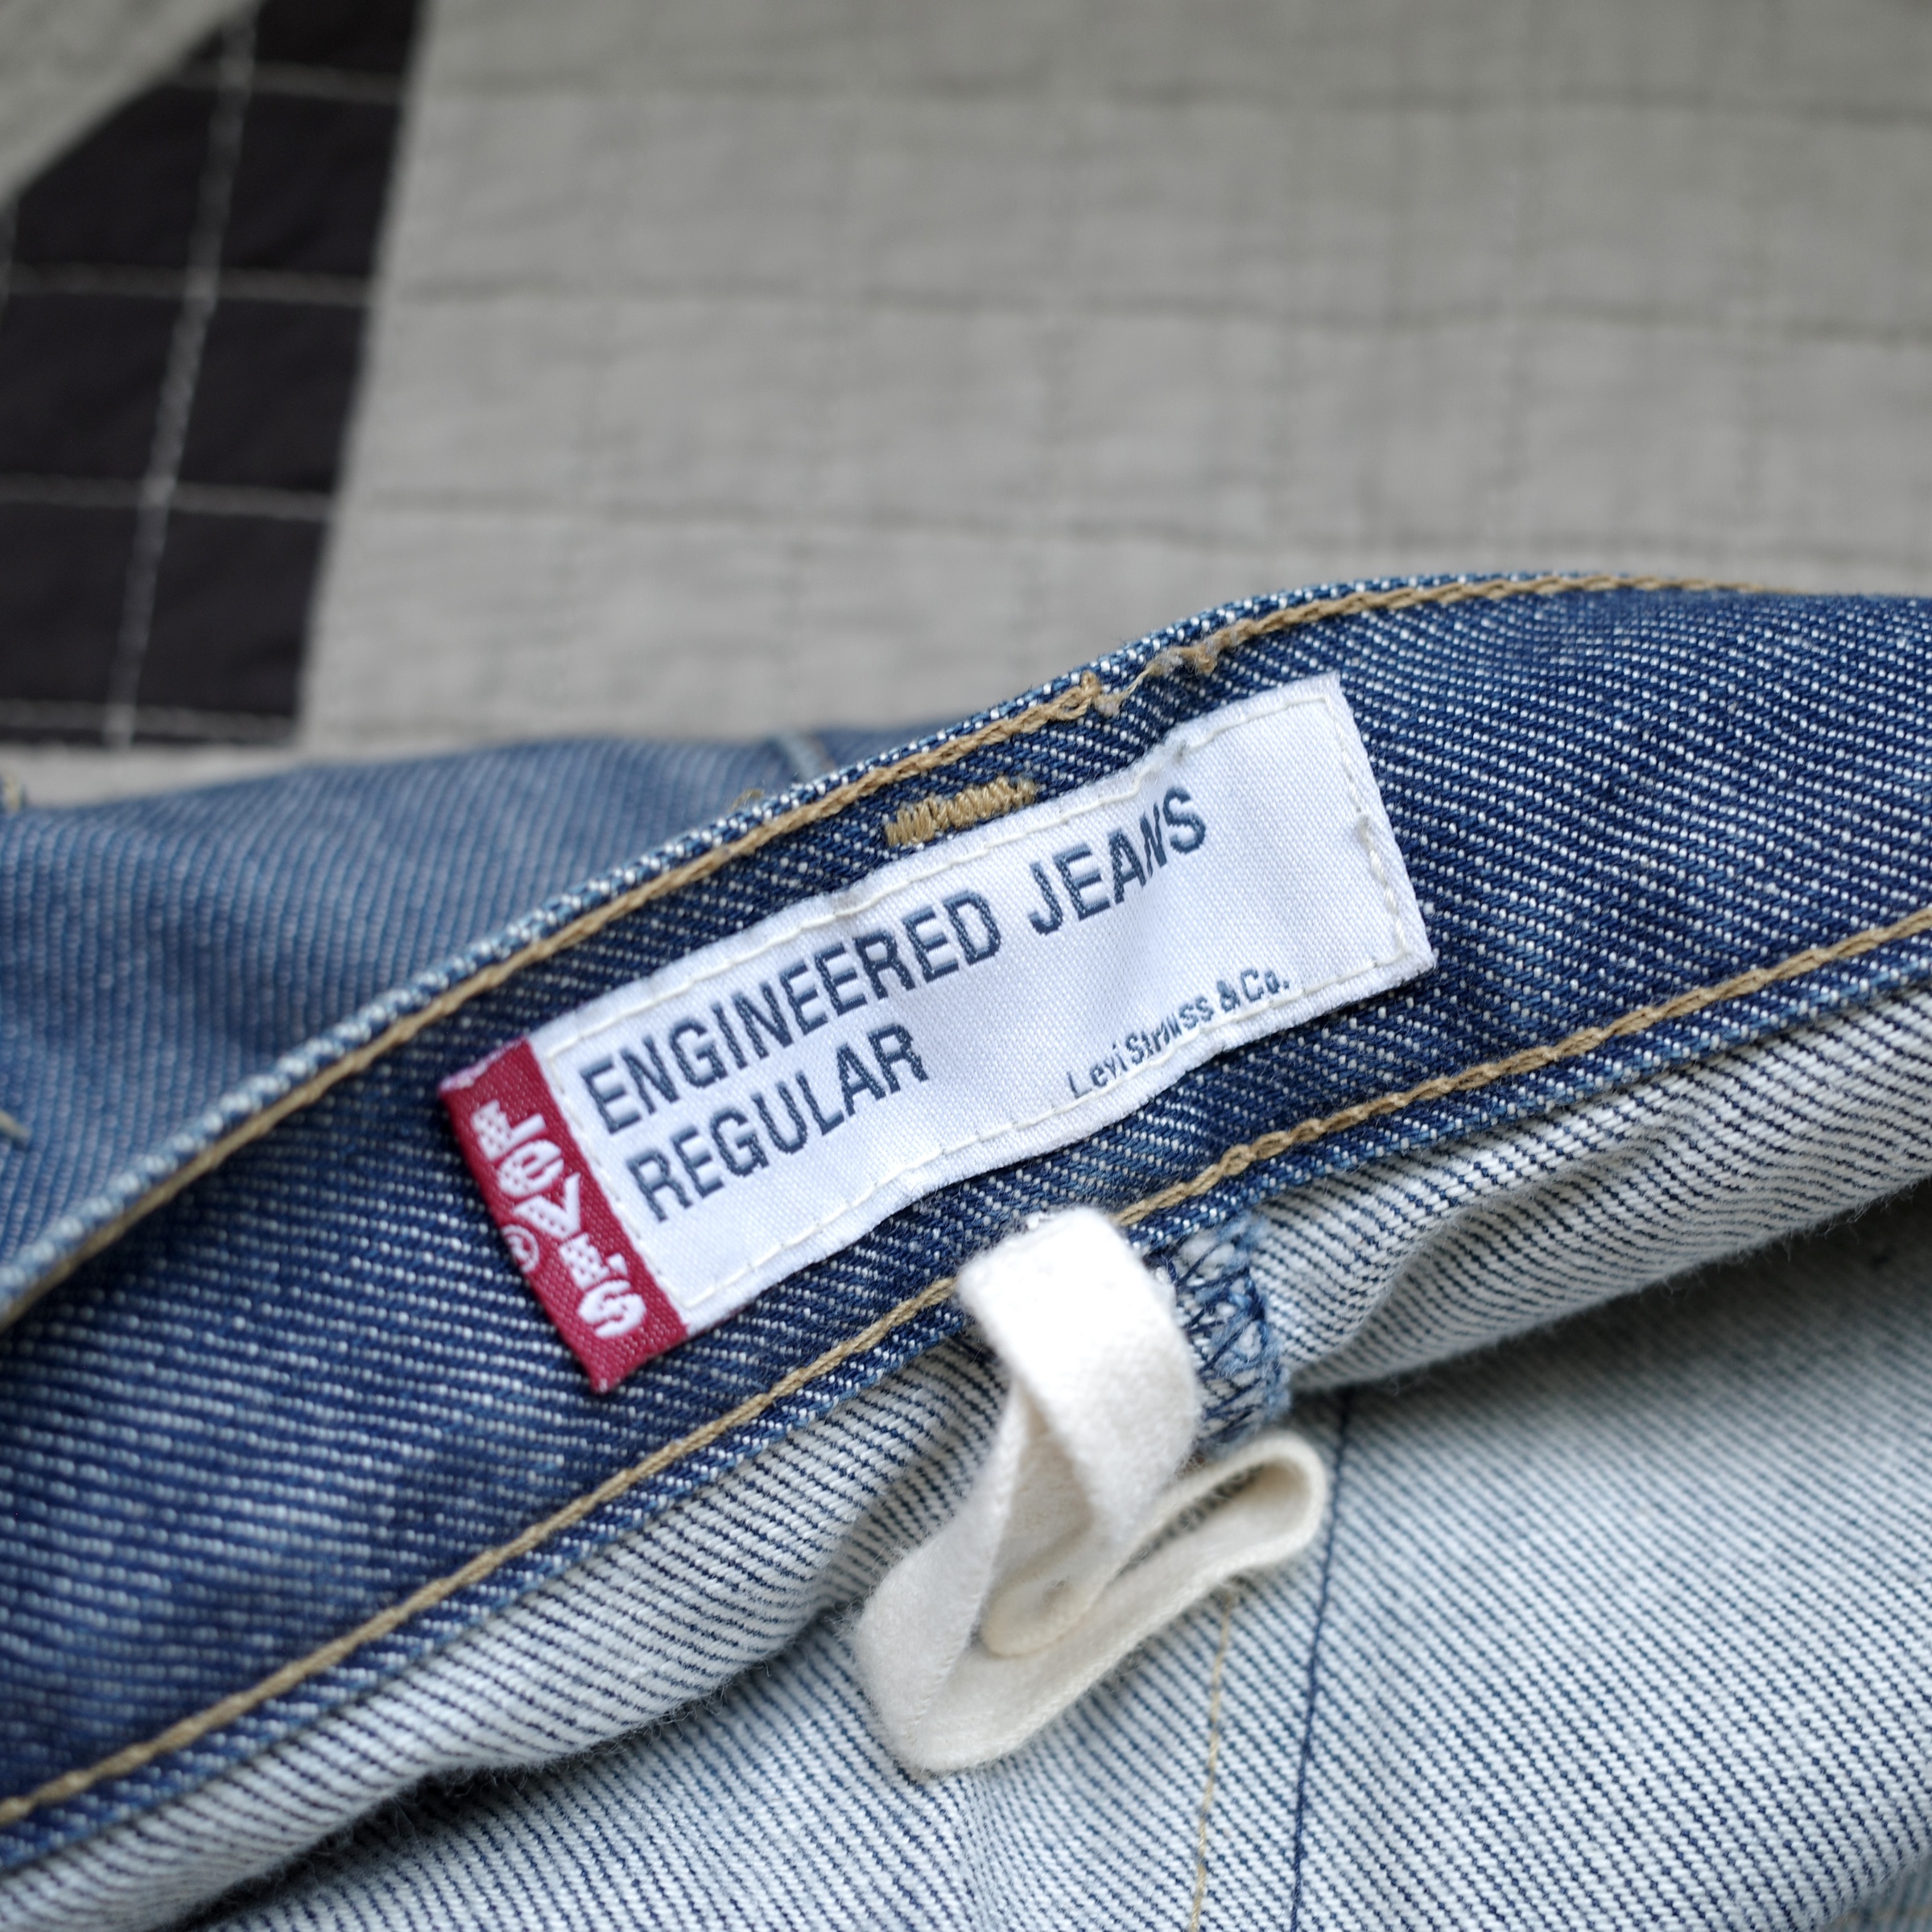 ENGINEERED JEANS
REGULAR
Levi Strauss & Co.
LEVI'S
®